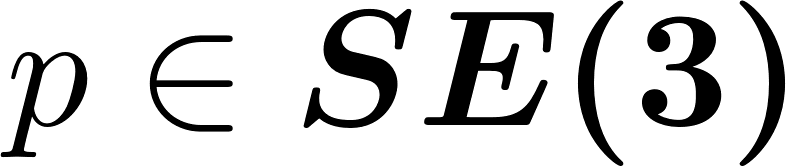 p ∈ SE(3)